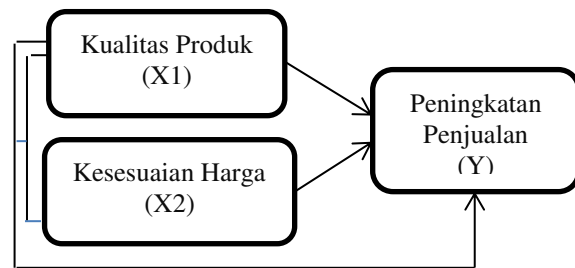 Kualitas Produk
(X1)
Kesesuaian Harga
(X2)
Peningkatan
Penjualan
(Y)